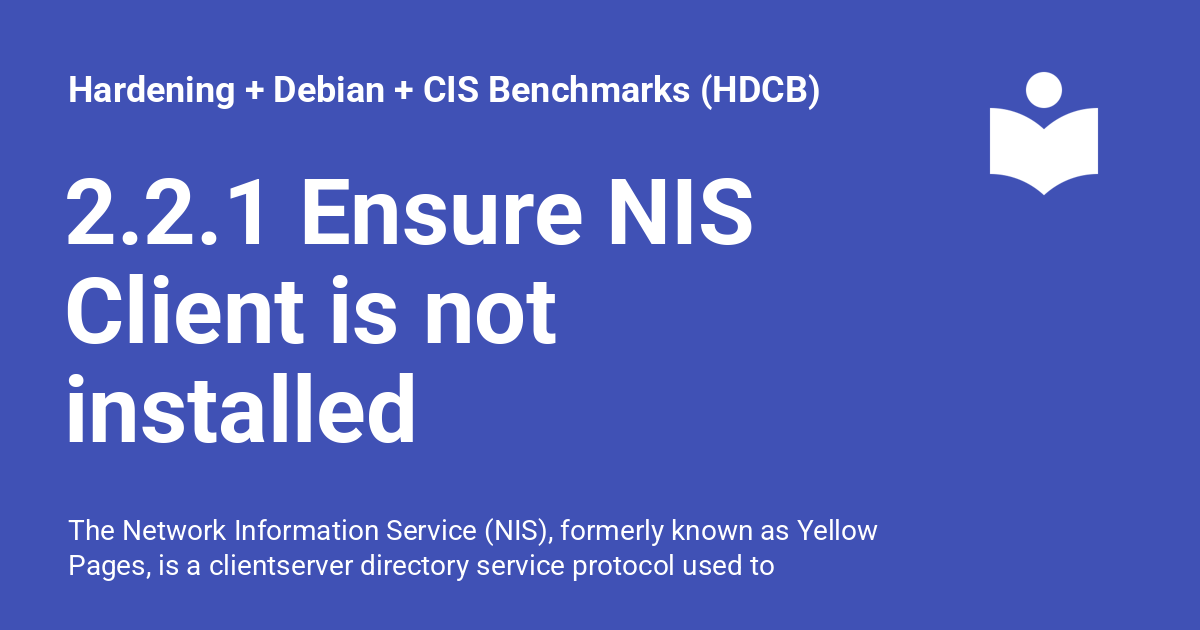 Hardening + Debian + CIS Benchmarks (HDCB)
2.2.1 Ensure NIS
Client is not
installed
The Network Information Service (NIS), formerly known as Yellow
Pages, is a clientserver directory service protocol used to